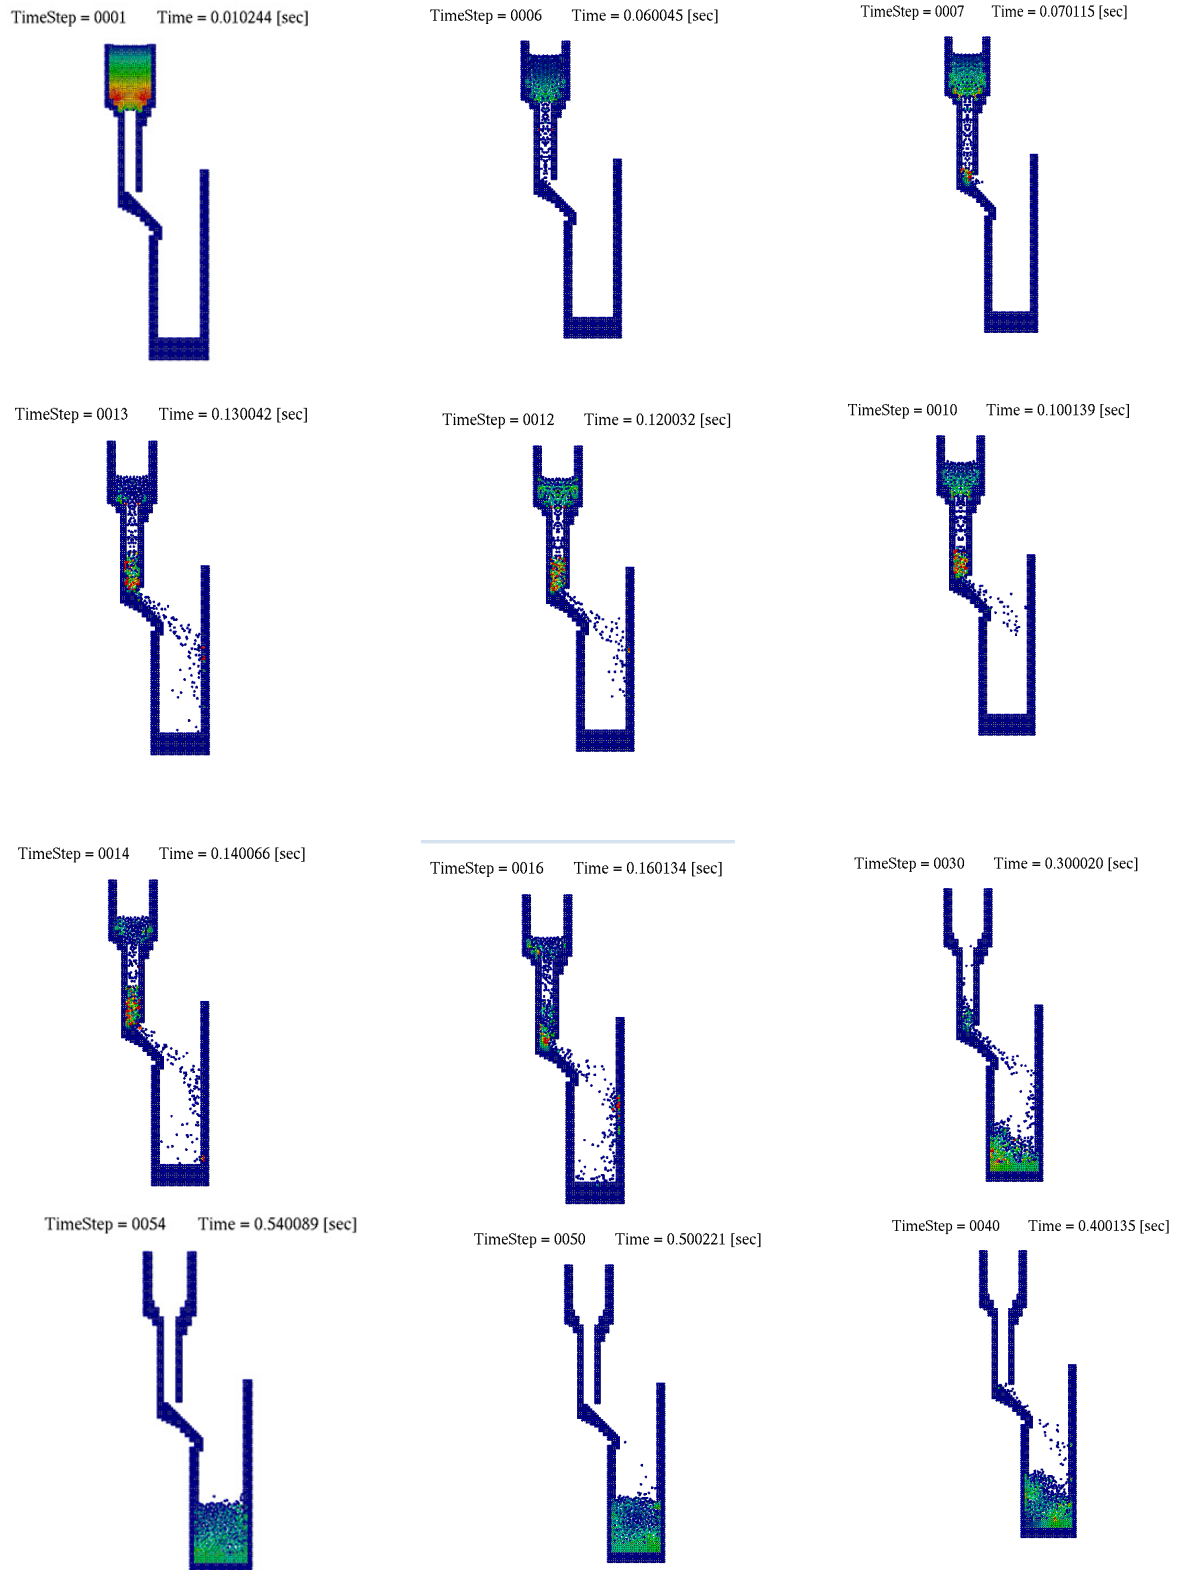 TimeStep = 0001 Time = 0.010244 [sec]
TimeStep = 0006 Time = 0.060045 [sec]
TimeStep = 0007 Time = 0.070115 [sec]
TimeStep = 0013 Time = 0.130042 [sec]
TimeStep = 0012 Time = 0.120032 [sec]
TimeStep = 0010 Time = 0.100139 [sec]
TimeStep = 0014 Time = 0.140066 [sec]
TimeStep = 0016 Time = 0.160134 [sec]
TimeStep = 0030 Time = 0.300020 [sec]
TimeStep = 0054 Time = 0.540089 [sec]
TimeStep = 0050 Time = 0.500221 [sec]
TimeStep = 0040 Time = 0.400135 [sec]